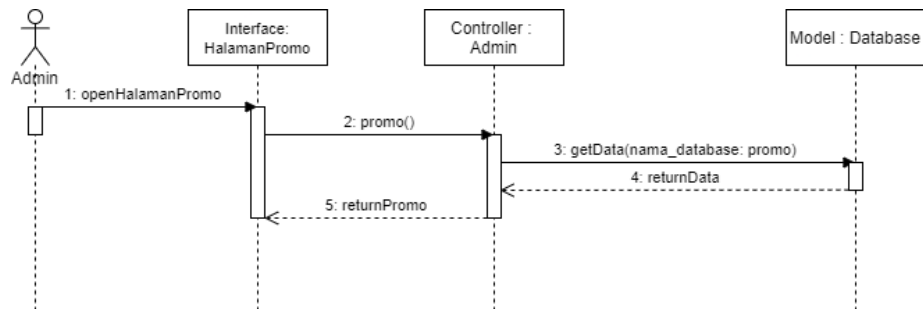 Interface:
HalamanPromo
Controller :
Admin
Model : Database
Admin
1: openHalamanPromo
2: promo()
3: getData(nama_database: promo)
4: returnData
5: returnPromo